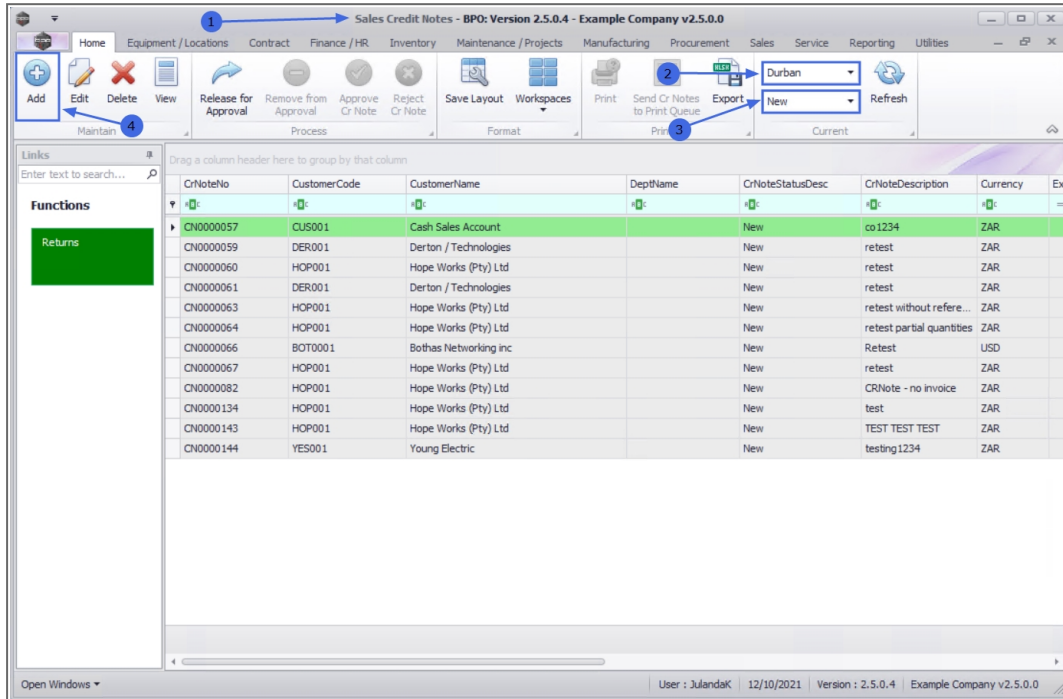 1
Sales Credit Notes - BPO: Version 2.5.0.4 - Example Company v2.5.0.0
Home Equipment / Locations Contract Finance / HR Inventory Maintenance / Projects Manufacturing Procurement Sales Service Reporting Utilities
Add Edit Delete View
Release for Approval
Remove from Approval
Approve Cr Note
Reject Cr Note
Save Layout Workspaces
Print
Send Cr Notes to Print Queue
Export
XLSX
2 Durban
3 New
Refresh
4
Maintain Process Format Current
Links
Enter text to search...
Functions
Returns
Drag a column header here to group by that column
CrNoteNo CustomerCode CustomerName DeptName CrNoteStatusDesc CrNoteDescription Currency Ex
CN0000057 CUS001 Cash Sales Account New co1234 ZAR
CN0000059 DER001 Derton / Technologies New retest ZAR
CN0000060 HOP001 Hope Works (Pty) Ltd New retest ZAR
CN0000061 DER001 Derton / Technologies New retest ZAR
CN0000063 HOP001 Hope Works (Pty) Ltd New retest without refere... ZAR
CN0000064 HOP001 Hope Works (Pty) Ltd New retest partial quantities ZAR
CN0000066 BOT0001 Bothas Networking inc New Retest USD
CN0000067 HOP001 Hope Works (Pty) Ltd New retest ZAR
CN0000082 HOP001 Hope Works (Pty) Ltd New CRNote - no invoice ZAR
CN0000134 HOP001 Hope Works (Pty) Ltd New test ZAR
CN0000143 HOP001 Hope Works (Pty) Ltd New TEST TEST TEST ZAR
CN0000144 YES001 Young Electric New testing1234 ZAR
Open Windows
User : JulandaK 12/10/2021 Version : 2.5.0.4 Example Company v2.5.0.0